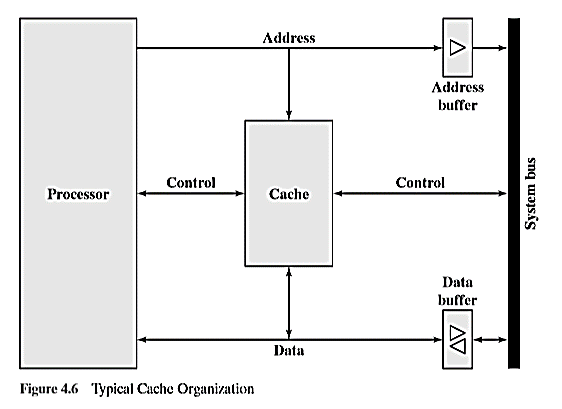 Address
Address
buffer
Processor
Control
Cache
Control
System bus
Data
buffer
Data
Figure 4.6 Typical Cache Organization